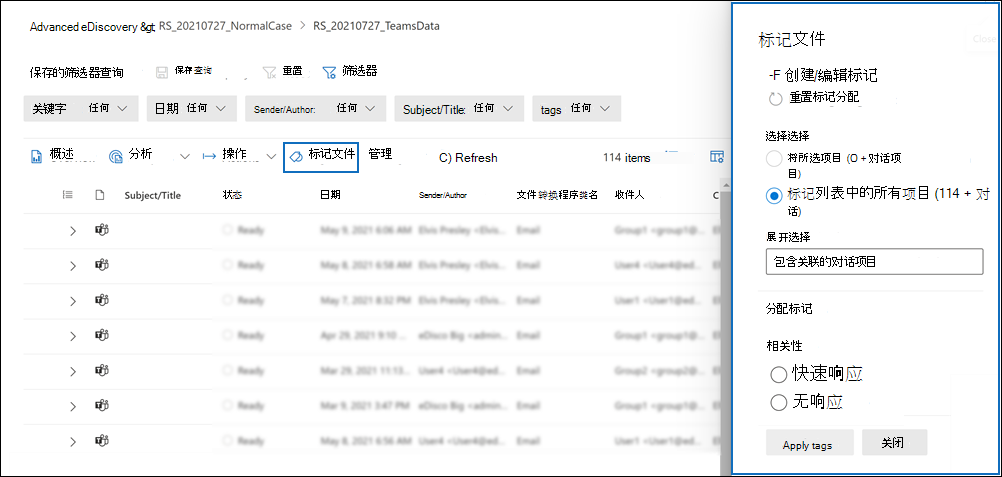 Advanced eDiscovery &gt; RS_20210727_NormalCase > RS_20210727_TeamsData
保存的筛选器查询 保存查询 重置 筛选器
关键字 任何 日期 任何 Sender/Author: 任何 Subject/Title: 任何 tags 任何
概述 分析 操作 标记文件 管理 C) Refresh 114 items
Subject/Title 状态 日期 Sender/Author 文件 转换程序类名 收件人 C
Ready May 9, 2021 6:06 AM Elvis Presley <Elvis... Email Group1 <group1@...
Ready May 8, 2021 6:58 AM Elvis Presley <Elvis... Email User4 <User4@ed...
Ready May 7, 2021 8:32 PM Elvis Presley <Elvis... Email User1 <User1@ed...
Ready Apr 29, 2021 9:10 ... eDisco Big <admin... Email Group1 <group1@...
Ready Mar 29, 2021 11:13... User4 <User4@ed... Email Group2 <group2@...
Ready Mar 9, 2021 3:47 PM eDisco Big <admin... Email Group1 <group1@...
Ready May 8, 2021 6:56 AM User4 <User4@ed... Email User1 <User1@ed...
标记文件
Close
-F 创建/编辑标记
重置标记分配
选择选择
将所选项目 (O + 对话项
目)
标记列表中的所有项目 (114 + 对
话)
展开选择
包含关联的对话项目
分配标记
相关性
快速响应
无响应
Apply tags 关闭